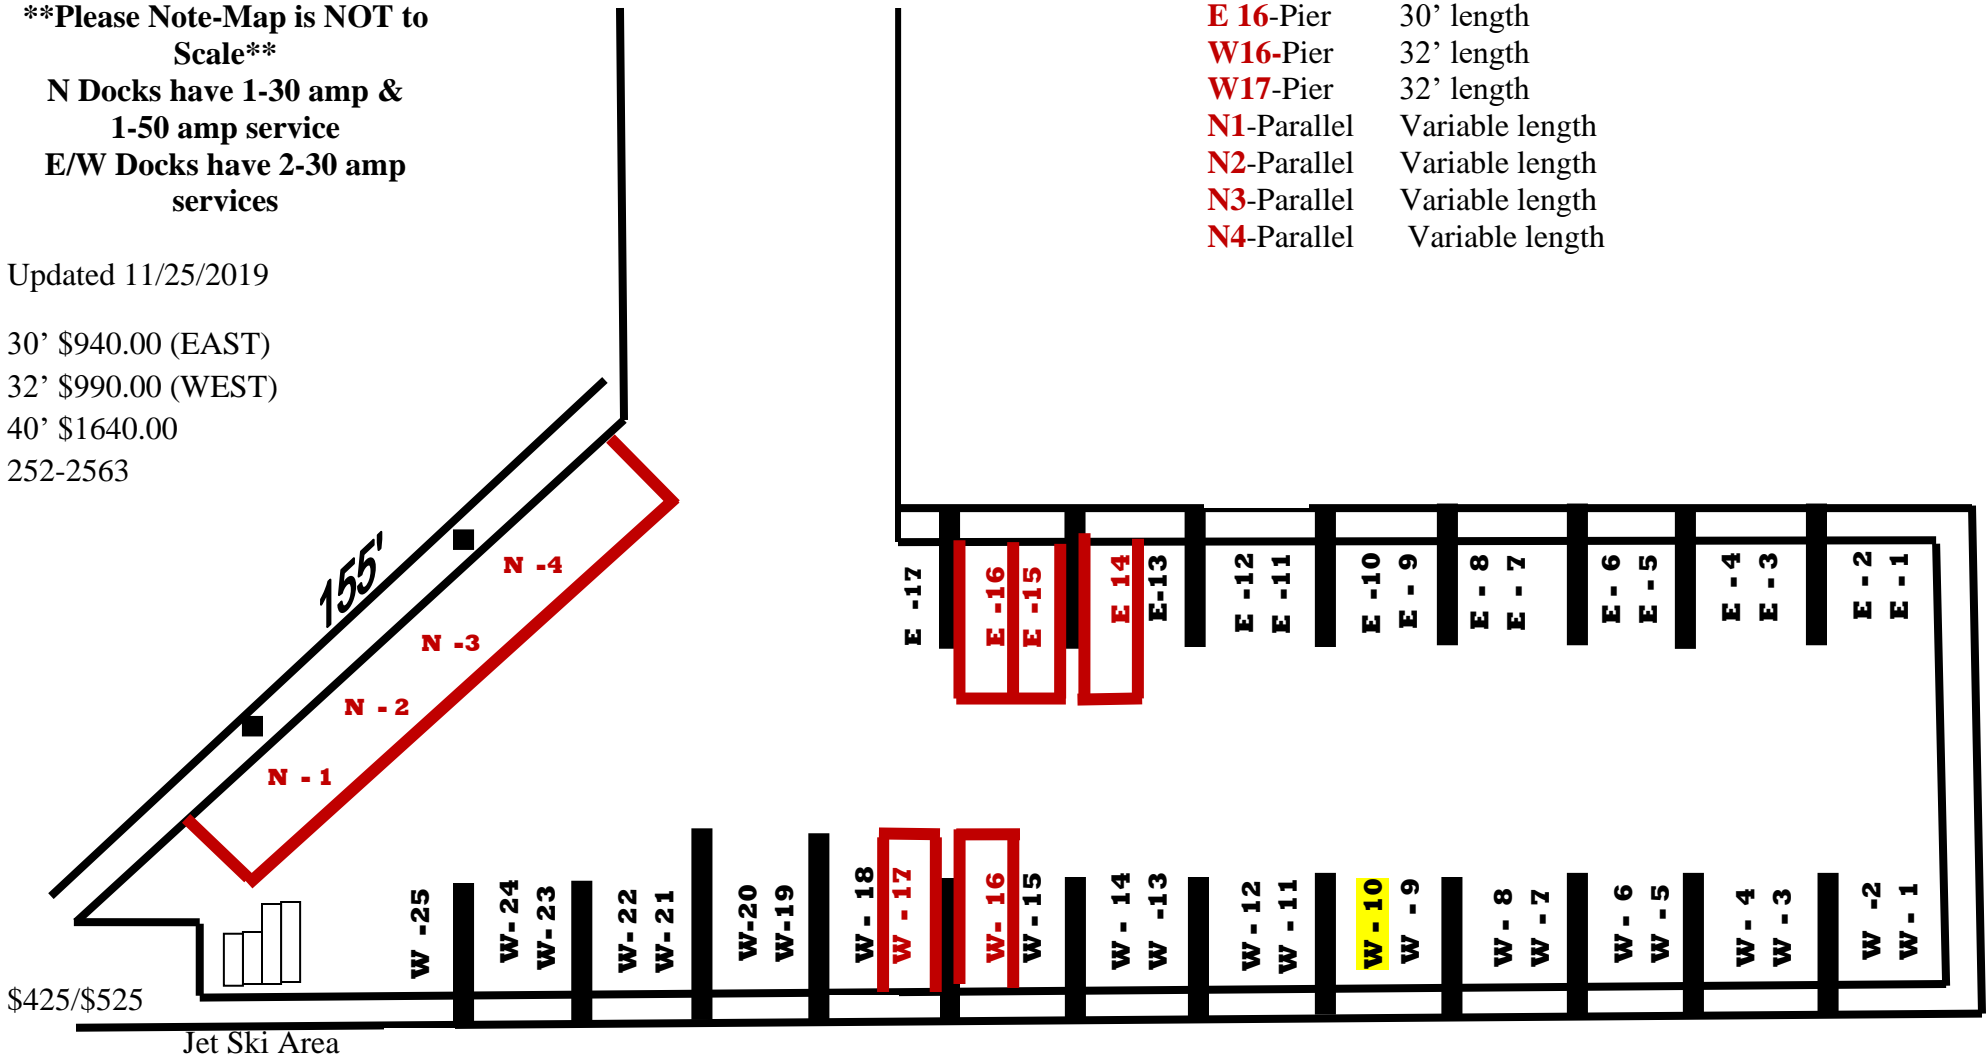 **Please Note-Map is NOT to
Scale**
N Docks have 1-30 amp &
1-50 amp service
E/W Docks have 2-30 amp
services
Updated 11/25/2019
30’ $940.00 (EAST)
32’ $990.00 (WEST)
40’ $1640.00
252-2563
E 16-Pier 30’ length
W16-Pier 32’ length
W17-Pier 32’ length
N1-Parallel Variable length
N2-Parallel Variable length
N3-Parallel Variable length
N4-Parallel Variable length
155'
N -4
N -3
N - 2
N - 1
E -17
E -16
E -15
E 14
E-13
E -12
E -11
E -10
E - 9
E - 8
E - 7
E - 6
E - 5
E - 4
E - 3
E - 2
E - 1
W -25
W- 24
W- 23
W- 22
W- 21
W-20
W-19
W - 18
W - 17
W- 16
W-15
W - 14
W -13
W - 12
W - 11
W - 10
W - 9
W - 8
W - 7
W - 6
W - 5
W - 4
W - 3
W -2
W - 1
$425/$525
Jet Ski Area